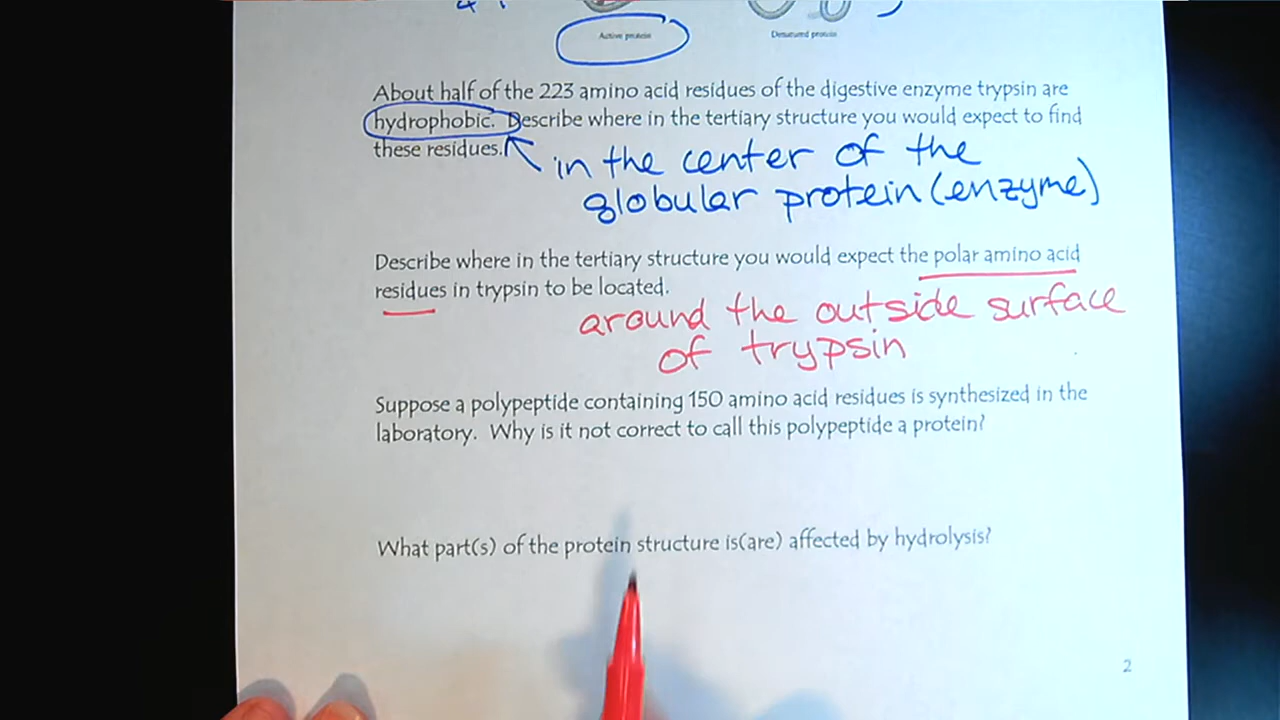 Active protein
Denatured protein
About half of the 223 amino acid residues of the digestive enzyme trypsin are
hydrophobic. Describe where in the tertiary structure you would expect to find
these residues.
in the center of the
globular protein (enzyme)
Describe where in the tertiary structure you would expect the polar amino acid
residues in trypsin to be located.
around the outside surface
of trypsin
Suppose a polypeptide containing 150 amino acid residues is synthesized in the
laboratory. Why is it not correct to call this polypeptide a protein?
What part(s) of the protein structure is(are) affected by hydrolysis?
2